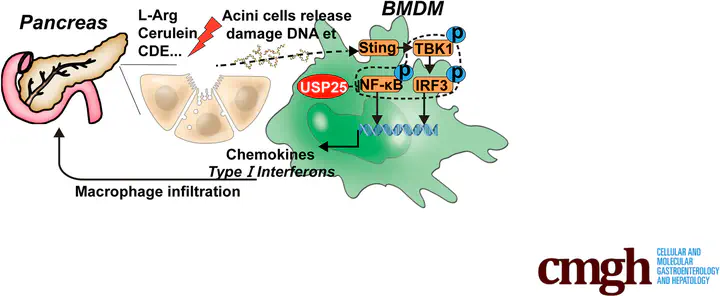 Pancreas
L-Arg
Cerulein
CDE...
Acini cells release
damage DNA et
BMDM
Sting
TBK1
p
USP25
NF-κB
p
IRF3
p
Chemokines
Type I Interferons
Macrophage infiltration
cmgh
CELLULAR AND
MOLECULAR
GASTROENTEROLOGY
AND HEPATOLOGY